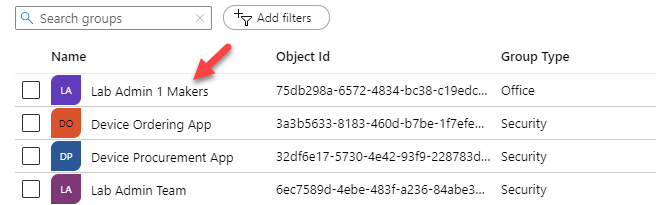 Search groups Add filters
Name Object Id Group Type
LA Lab Admin 1 Makers 75db298a-6572-4834-bc38-c19edc... Office
DO Device Ordering App 3a3b5633-8183-460d-b7be-1f7efe... Security
DP Device Procurement App 32df6e17-5730-4e42-93f9-228783d... Security
LA Lab Admin Team 6ec7589d-4ebe-483f-a236-84abe3... Security